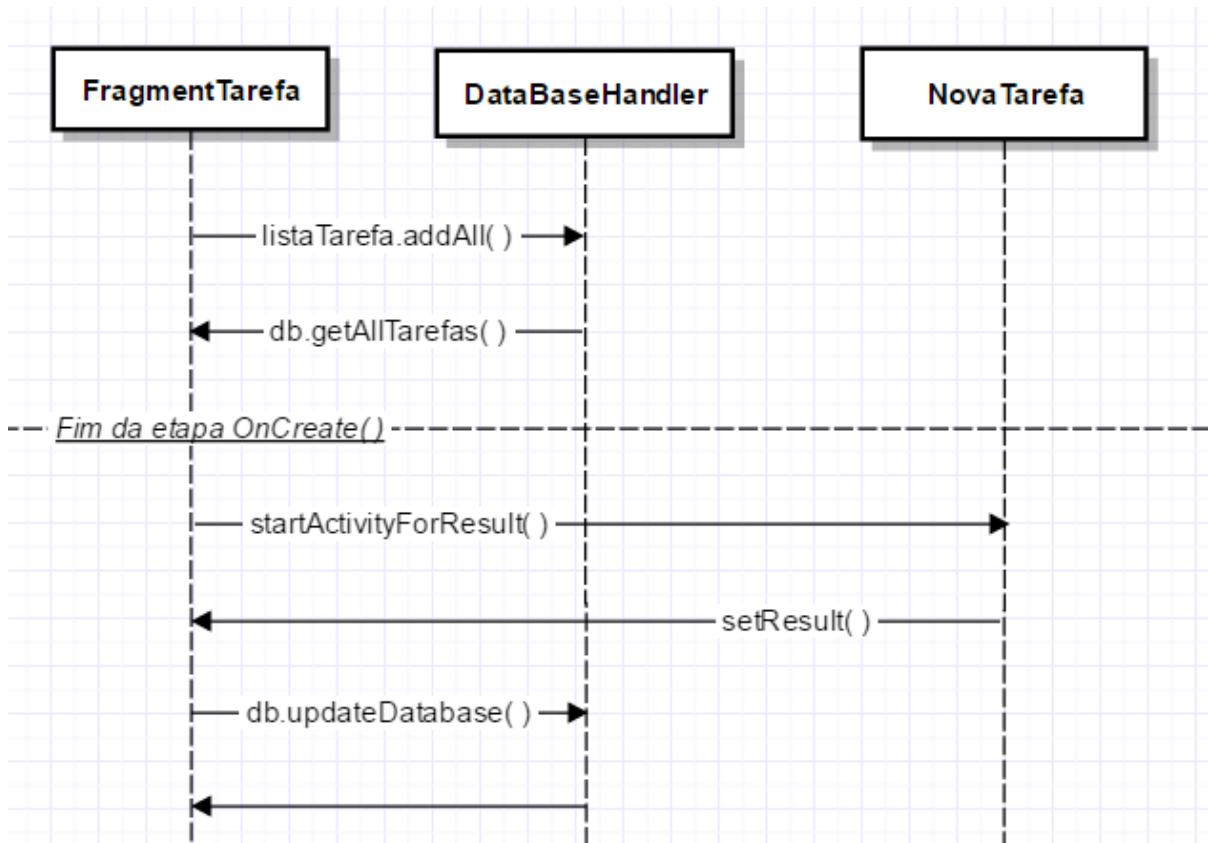 FragmentTarefa
DataBaseHandler
NovaTarefa
listaTarefa.addAll( )
db.getAllTarefas( )
Fim da etapa OnCreate()
startActivityForResult( )
setResult( )
db.updateDatabase( )